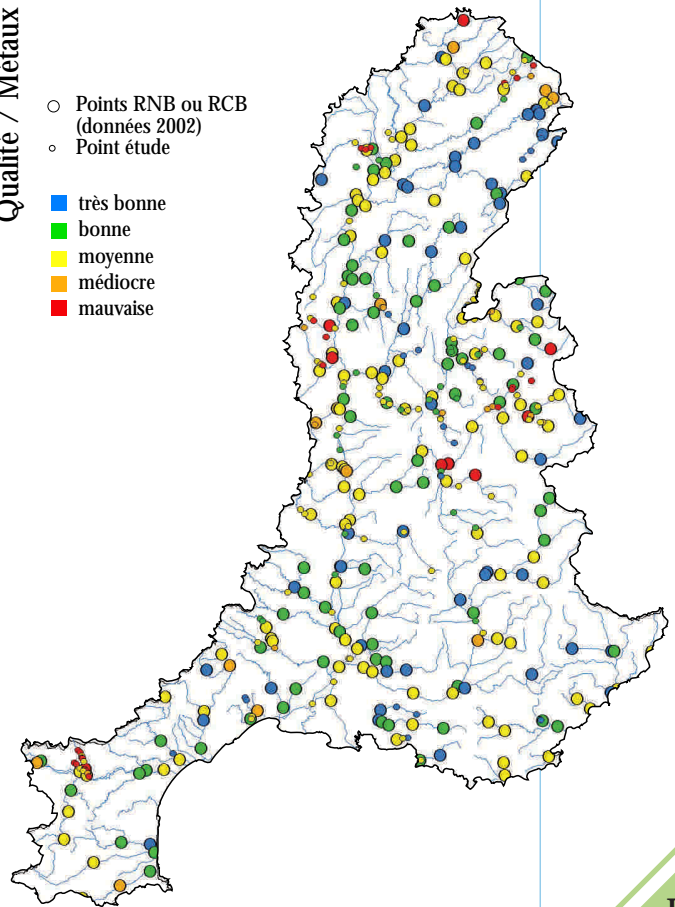 Qualité / Métaux
Points RNB ou RCB
(données 2002)
Point étude
très bonne
bonne
moyenne
médiocre
mauvaise